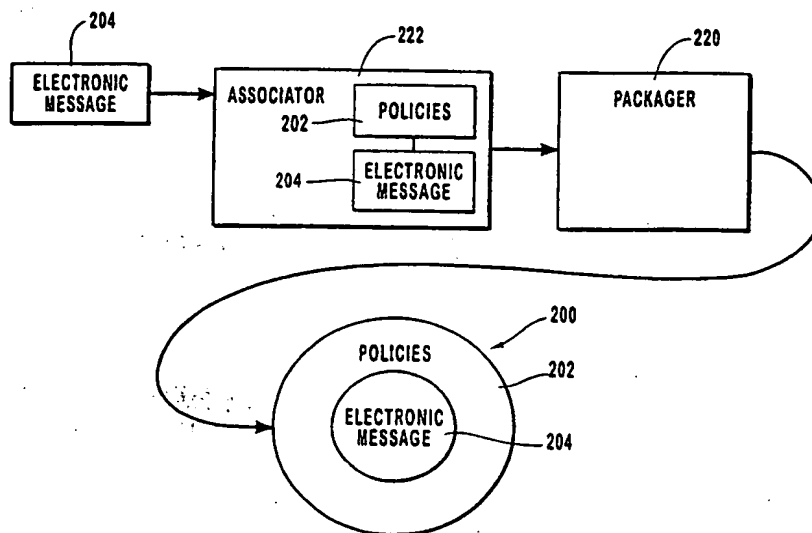 204
ELECTRONIC
MESSAGE
222
ASSOCIATOR
POLICIES
202
204
ELECTRONIC
MESSAGE
220
PACKAGER
200
POLICIES
202
ELECTRONIC
MESSAGE
204